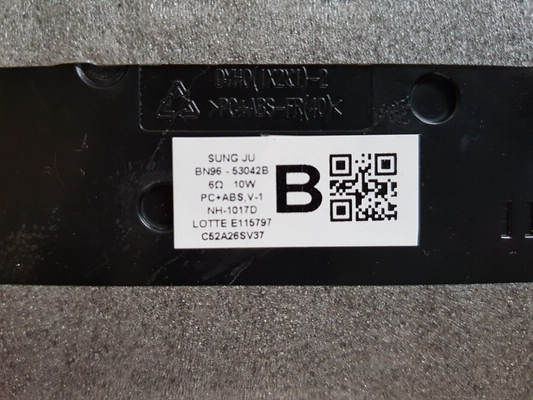 >PC+ABS-FR(40)<
SUNG JU
BN96 - 53042B
6Ω 10W
PC+ABS,V-1
NH-1017D
LOTTE E115797
C52A26SV37
B